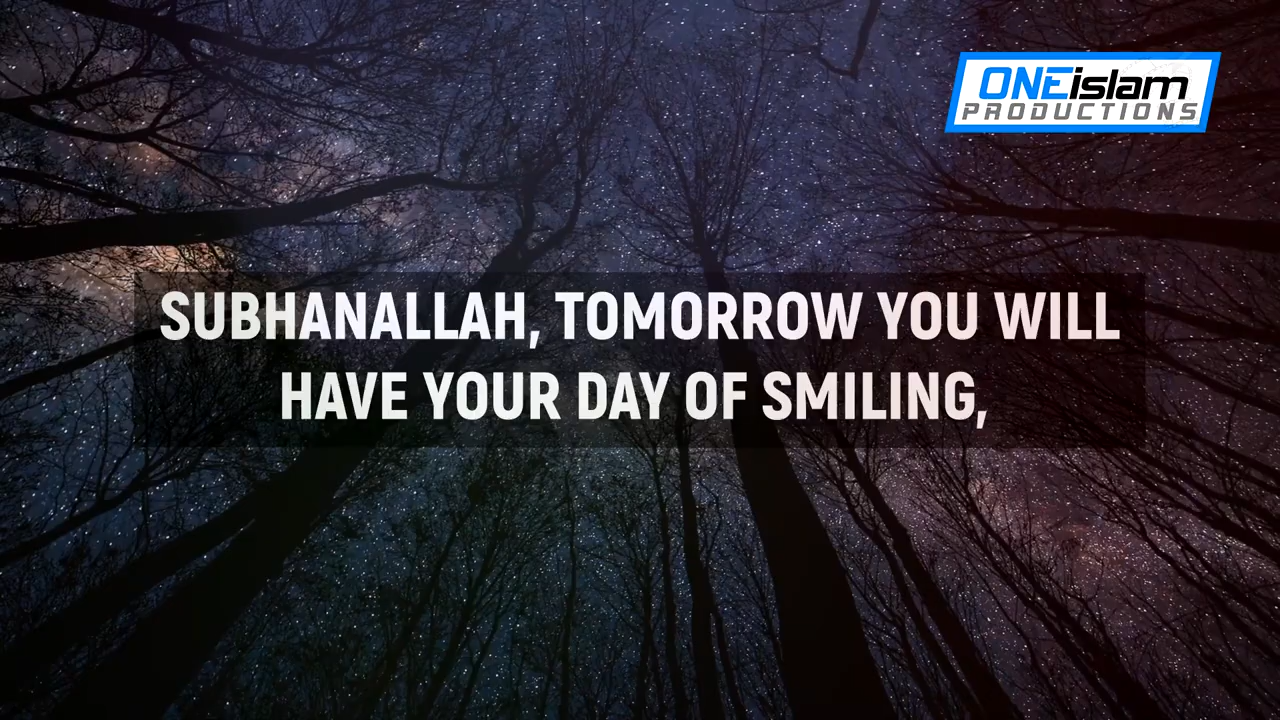 ONEislam
PRODUCTIONS
SUBHANALLAH, TOMORROW YOU WILL
HAVE YOUR DAY OF SMILING,